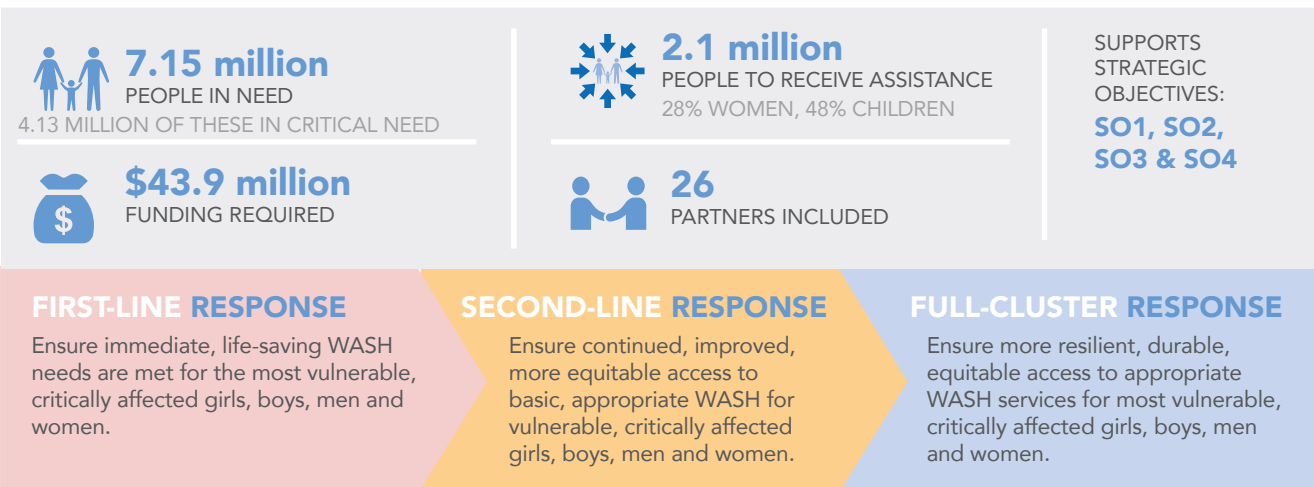 7.15 million
PEOPLE IN NEED
4.13 MILLION OF THESE IN CRITICAL NEED
$43.9 million
FUNDING REQUIRED
$
2.1 million
PEOPLE TO RECEIVE ASSISTANCE
28% WOMEN, 48% CHILDREN
26
PARTNERS INCLUDED
SUPPORTS
STRATEGIC
OBJECTIVES:
SO1, SO2,
SO3 & SO4
FIRST-LINE RESPONSE
Ensure immediate, life-saving WASH
needs are met for the most vulnerable,
critically affected girls, boys, men and
women.
SECOND-LINE RESPONSE
Ensure continued, improved,
more equitable access to
basic, appropriate WASH for
vulnerable, critically affected
girls, boys, men and women.
FULL-CLUSTER RESPONSE
Ensure more resilient, durable,
equitable access to appropriate
WASH services for most vulnerable,
critically affected girls, boys, men
and women.